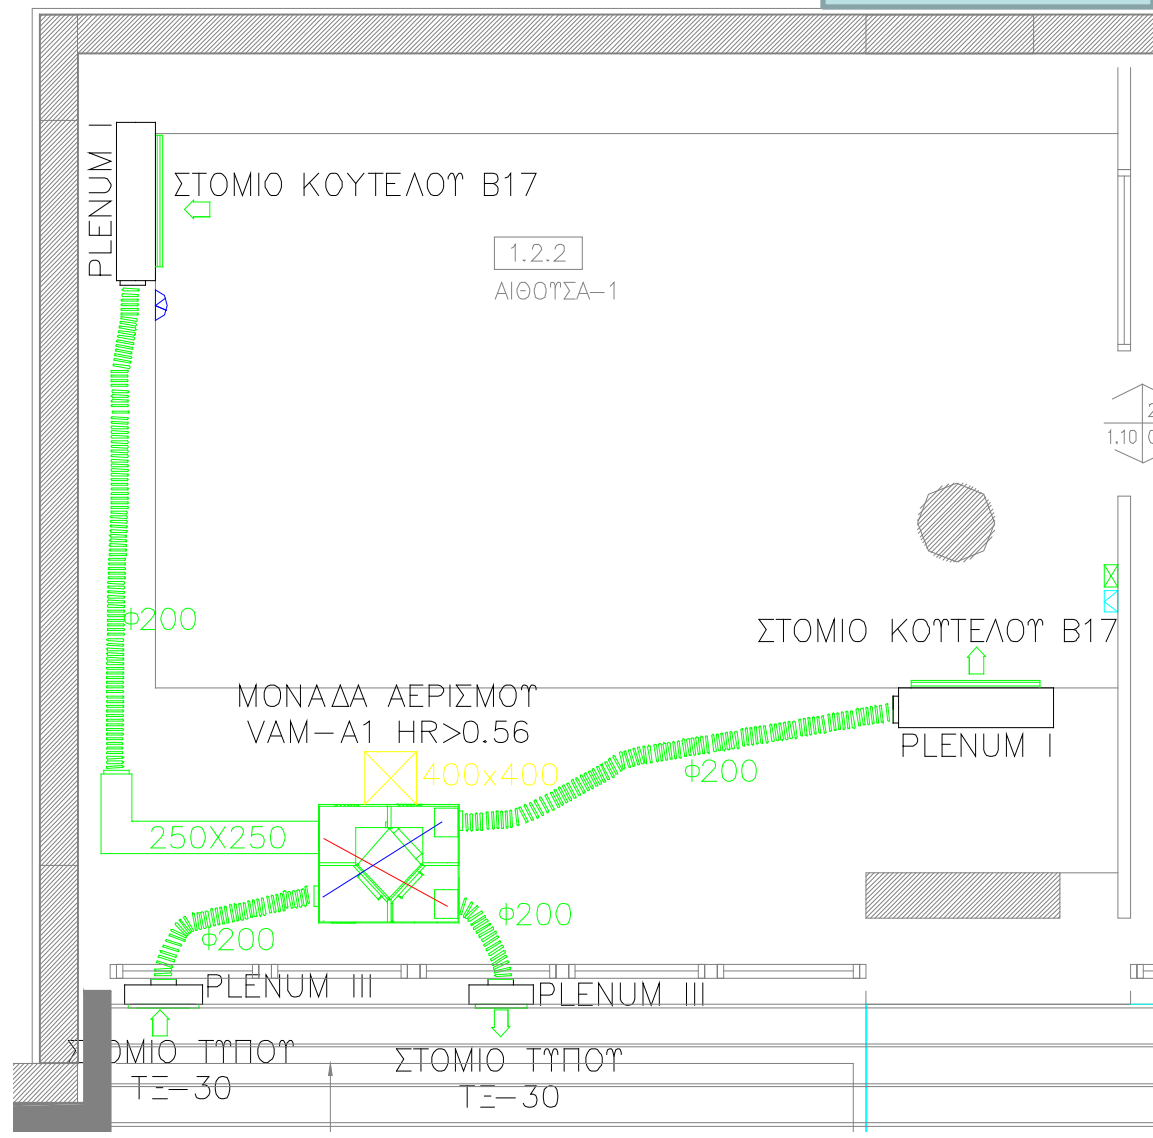 PLENUM I
ΣΤΟΜΙΟ ΚΟΥΤΕΛΟΥ Β17
1.2.2
ΑΙΘΟΥΣΑ-1
2
1.10
Φ200
ΣΤΟΜΙΟ ΚΟΥΤΕΛΟΥ Β17
ΜΟΝΑΔΑ ΑΕΡΙΣΜΟΥ
VAM-A1 HR>0.56
PLENUM I
400x400
Φ200
250X250
Φ200
Φ200
PLENUM III
PLENUM III
ΣΤΟΜΙΟ ΤΥΠΟΥ
ΤΞ-30
ΣΤΟΜΙΟ ΤΥΠΟΥ
ΤΞ-30